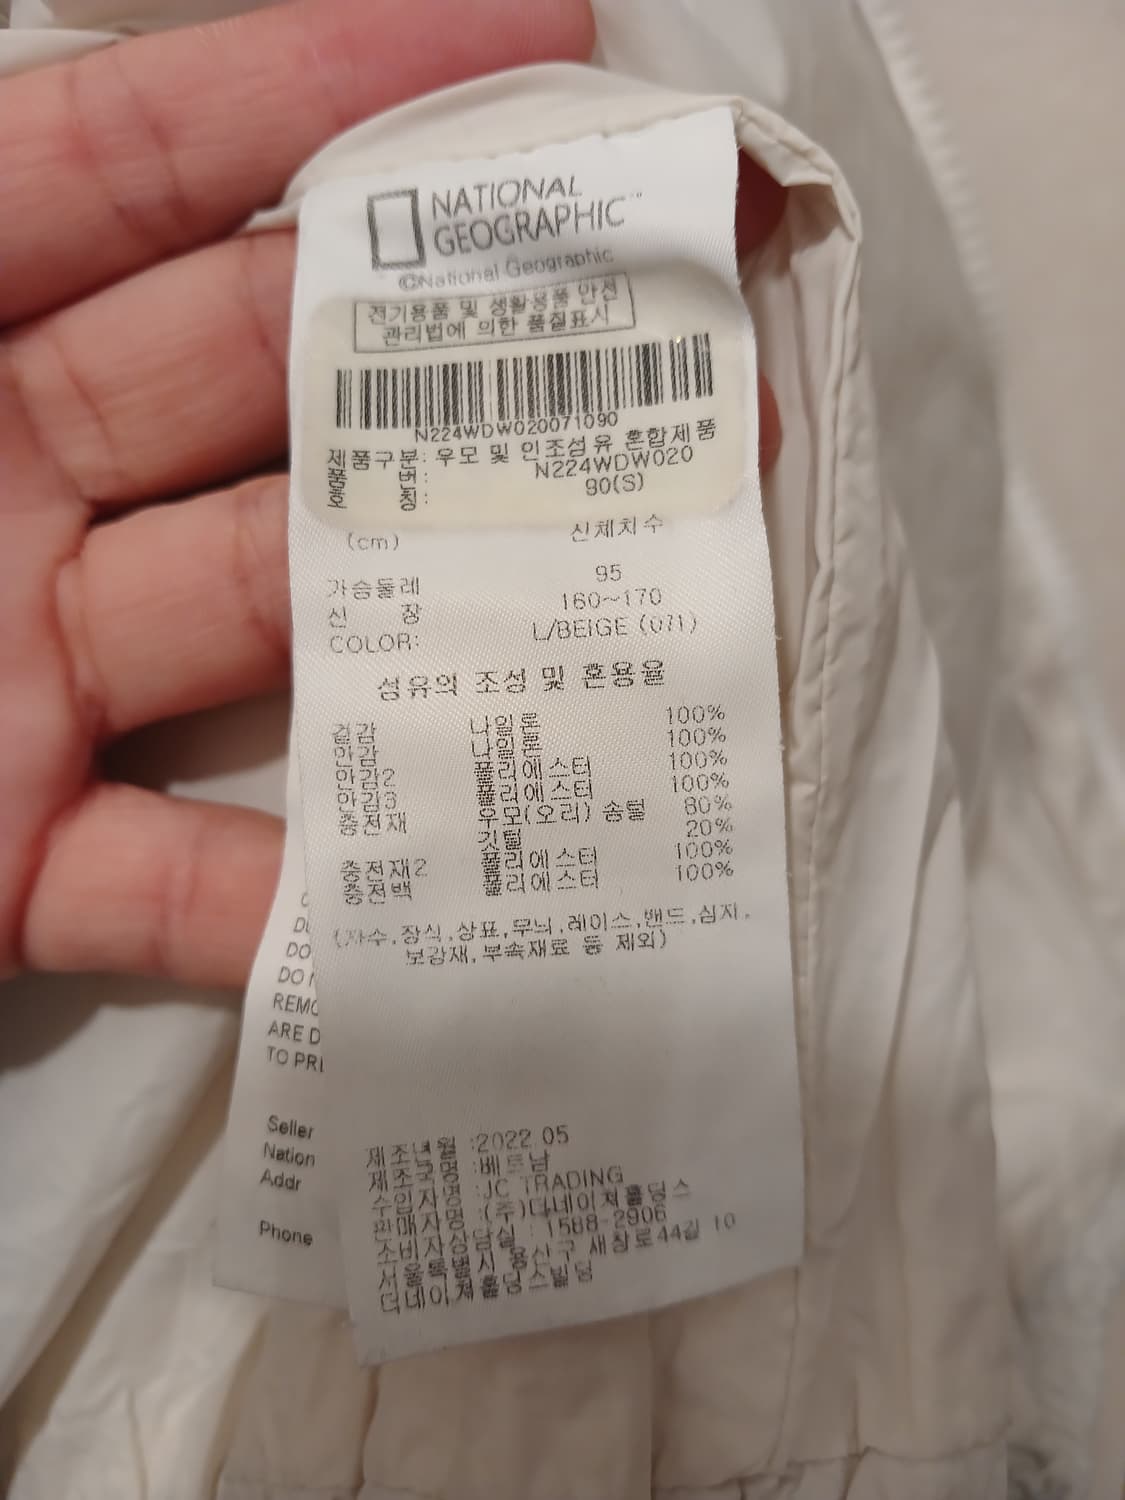 NATIONAL
GEOGRAPHIC™
©National Geographic
전기용품 및 생활용품 안전
관리법에 의한 품질표시
N224WDW020071090
제품구분: 우모 및 인조섬유 혼합제품
품 번: N224WDW020
호 칭: 90(S)
(cm) 신체치수
가슴둘레 95
신 장 160~170
COLOR: L/BEIGE (071)
섬유의 조성 및 혼용율
겉감 나일론 100%
안감 나일론 100%
안감2 폴리에스터 100%
안감3 폴리에스터 100%
충전재 우모(오리) 솜털 80%
깃털 20%
충전재2 폴리에스터 100%
충전백 폴리에스터 100%
(자수,장식,상표,무늬,레이스,밴드,심지,
보강재,부속재료 등 제외)
DO
DO
REMO
ARE D
TO PRI
Seller
Nation
Addr
Phone
제조년월 :2022.05
제조국명 :베트남
수입자명 :JC TRADING
판매자명 :(주)더네이쳐홀딩스
소비자상담실 : 1588-2906
서울특별시 용산구 새창로44길 10
더네이쳐홀딩스빌딩